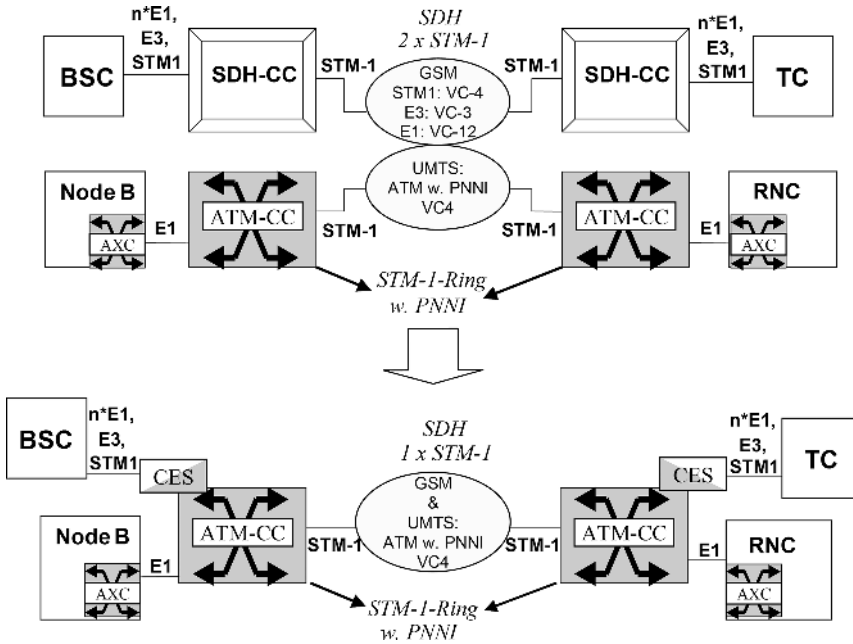 n*E1,
E3,
STM1
BSC
SDH-CC
STM-1
SDH
2 x STM-1
GSM
STM1: VC-4
E3: VC-3
E1: VC-12
STM-1
SDH-CC
n*E1,
E3,
STM1
TC
Node B
AXC
E1
ATM-CC
STM-1
UMTS:
ATM w. PNNI
VC4
STM-1
ATM-CC
E1
RNC
AXC
STM-1-Ring
w. PNNI
BSC
n*E1,
E3,
STM1
CES
SDH
1 x STM-1
n*E1,
E3,
STM1
CES
TC
Node B
AXC
E1
ATM-CC
STM-1
GSM
&
UMTS:
ATM w. PNNI
VC4
STM-1
ATM-CC
E1
RNC
AXC
STM-1-Ring
w. PNNI